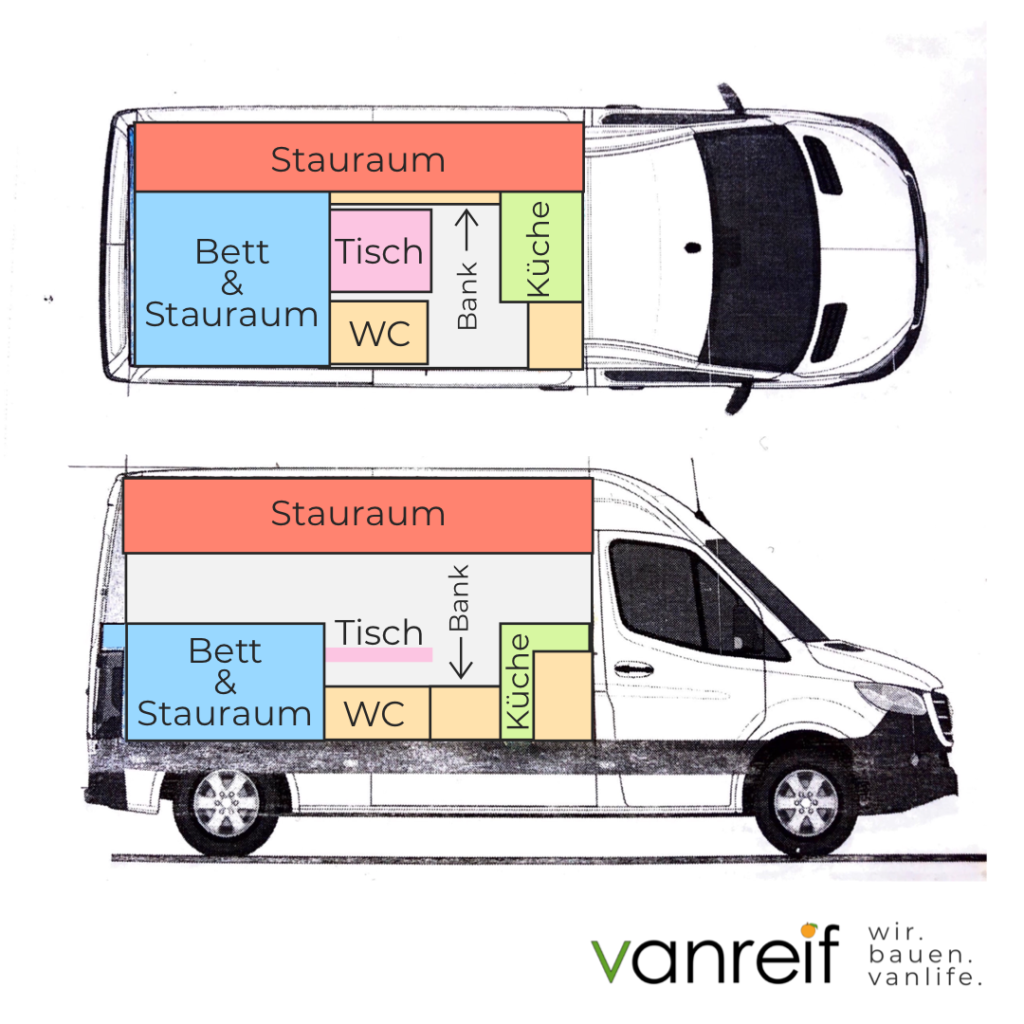 Stauraum
Bett
&
Stauraum
Tisch
WC
Bank
Küche
Stauraum
Bett
&
Stauraum
Tisch
WC
Bank
Küche
vanreif
wir.
bauen.
vanlife.